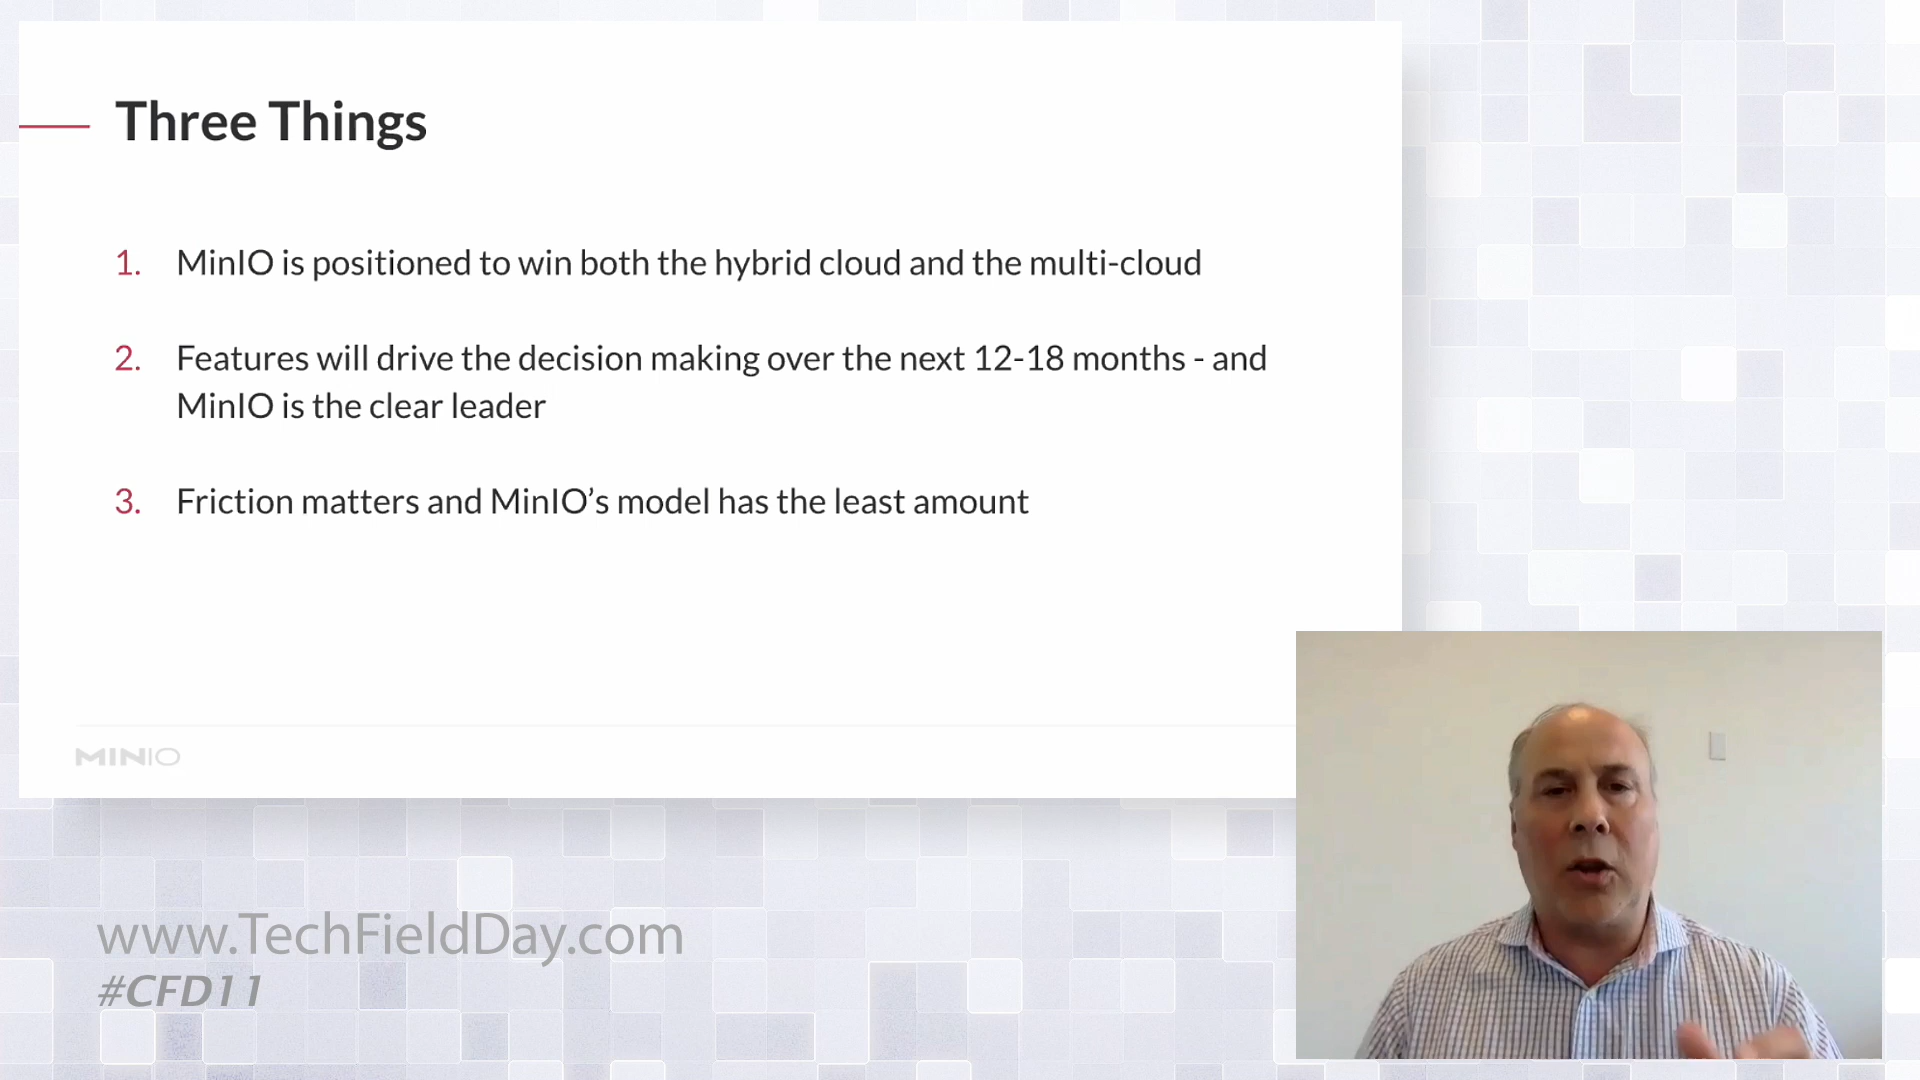 Three Things
1. MinIO is positioned to win both the hybrid cloud and the multi-cloud
2. Features will drive the decision making over the next 12-18 months - and
MinIO is the clear leader
3. Friction matters and MinIO’s model has the least amount
MINIO
www.TechFieldDay.com
#CFD11